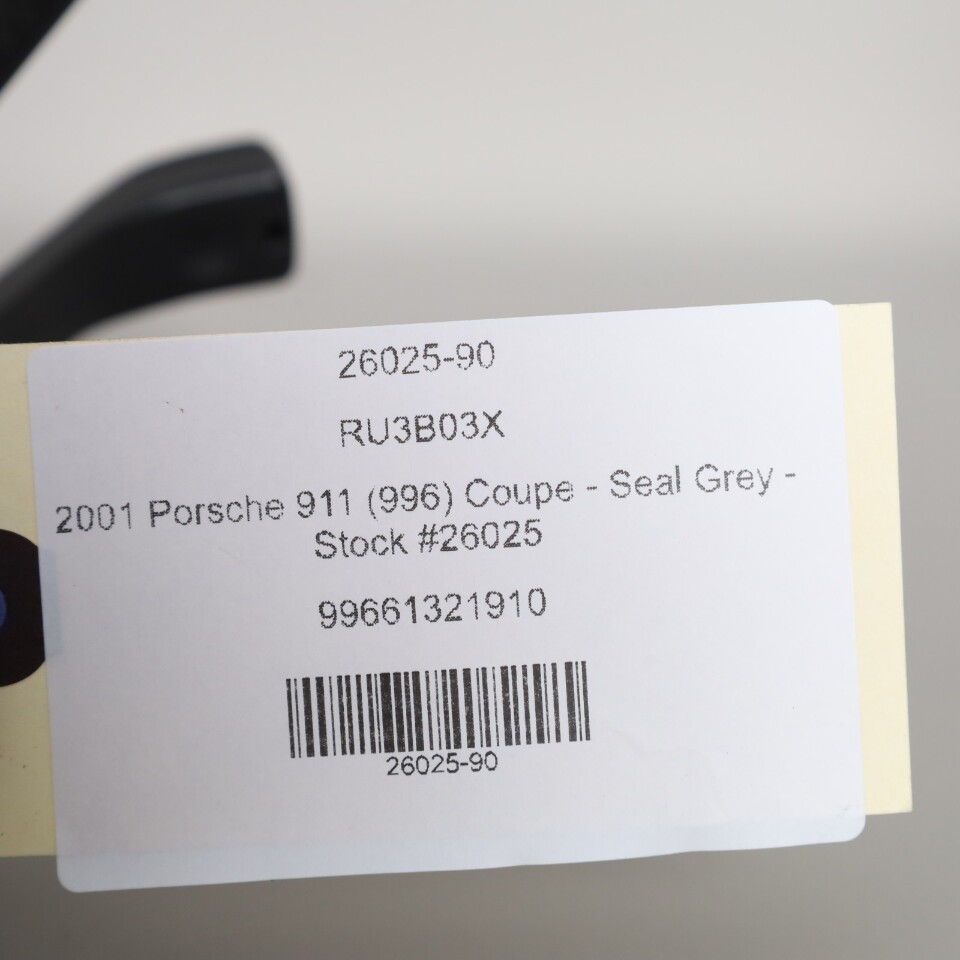 26025-90
RU3B03X
2001 Porsche 911 (996) Coupe - Seal Grey -
Stock #26025
99661321910
26025-90